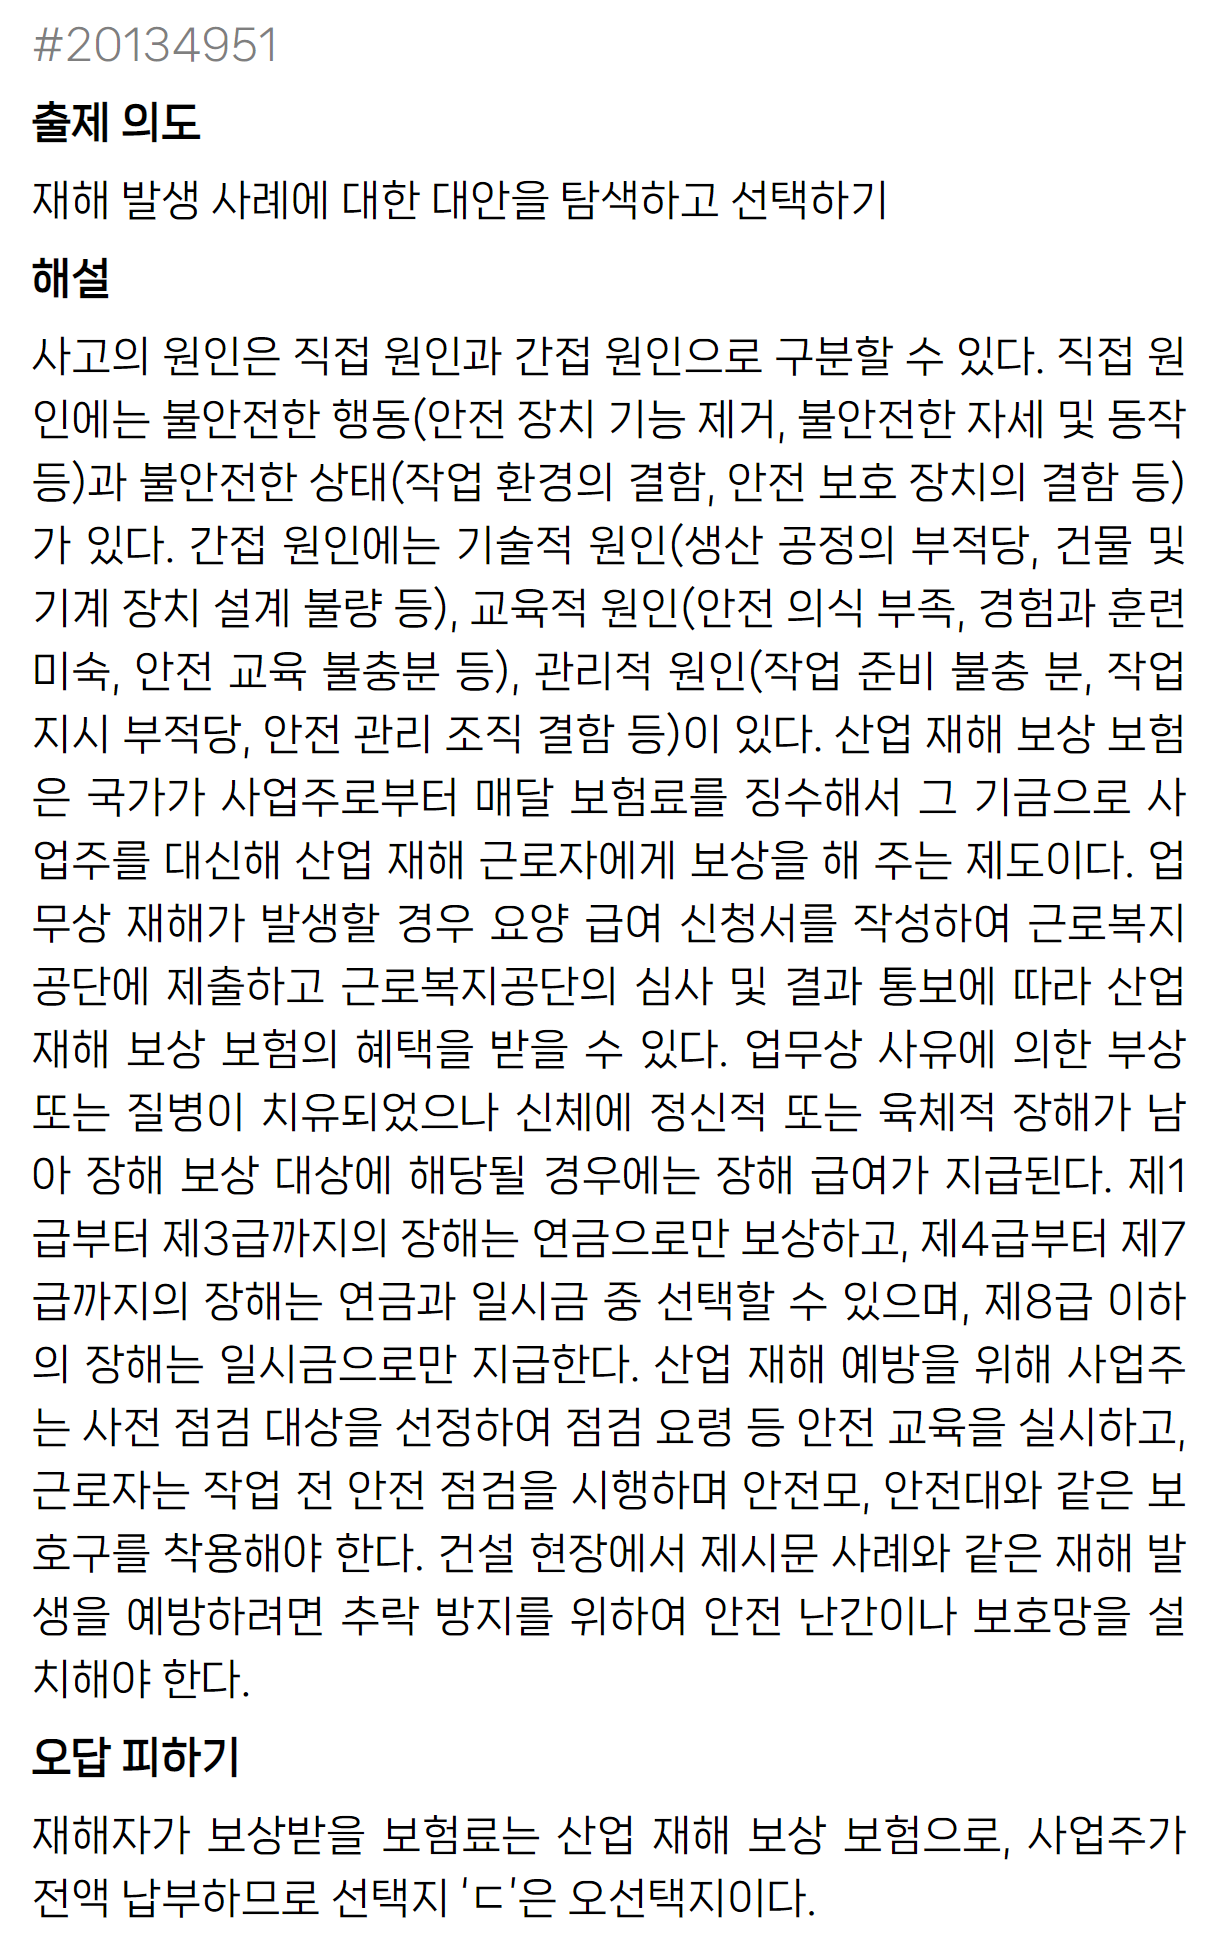 #20134951
출제 의도
재해 발생 사례에 대한 대안을 탐색하고 선택하기
해설
사고의 원인은 직접 원인과 간접 원인으로 구분할 수 있다. 직접 원
인에는 불안전한 행동(안전 장치 기능 제거, 불안전한 자세 및 동작
등)과 불안전한 상태(작업 환경의 결함, 안전 보호 장치의 결함 등)
가 있다. 간접 원인에는 기술적 원인(생산 공정의 부적당, 건물 및
기계 장치 설계 불량 등), 교육적 원인(안전 의식 부족, 경험과 훈련
미숙, 안전 교육 불충분 등), 관리적 원인(작업 준비 불충 분, 작업
지시 부적당, 안전 관리 조직 결함 등)이 있다. 산업 재해 보상 보험
은 국가가 사업주로부터 매달 보험료를 징수해서 그 기금으로 사
업주를 대신해 산업 재해 근로자에게 보상을 해 주는 제도이다. 업
무상 재해가 발생할 경우 요양 급여 신청서를 작성하여 근로복지
공단에 제출하고 근로복지공단의 심사 및 결과 통보에 따라 산업
재해 보상 보험의 혜택을 받을 수 있다. 업무상 사유에 의한 부상
또는 질병이 치유되었으나 신체에 정신적 또는 육체적 장해가 남
아 장해 보상 대상에 해당될 경우에는 장해 급여가 지급된다. 제1
급부터 제3급까지의 장해는 연금으로만 보상하고, 제4급부터 제7
급까지의 장해는 연금과 일시금 중 선택할 수 있으며, 제8급 이하
의 장해는 일시금으로만 지급한다. 산업 재해 예방을 위해 사업주
는 사전 점검 대상을 선정하여 점검 요령 등 안전 교육을 실시하고,
근로자는 작업 전 안전 점검을 시행하며 안전모, 안전대와 같은 보
호구를 착용해야 한다. 건설 현장에서 제시문 사례와 같은 재해 발
생을 예방하려면 추락 방지를 위하여 안전 난간이나 보호망을 설
치해야 한다.
오답 피하기
재해자가 보상받을 보험료는 산업 재해 보상 보험으로, 사업주가
전액 납부하므로 선택지 'ㄷ'은 오선택지이다.